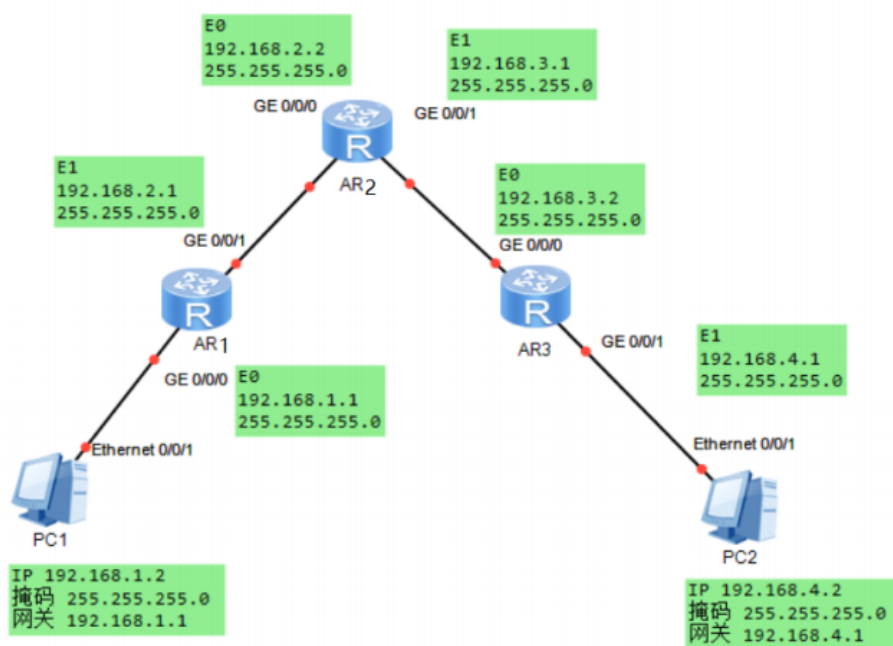 E0
192.168.2.2
255.255.255.0
E1
192.168.3.1
255.255.255.0
GE 0/0/0
GE 0/0/1
R
AR2
E1
192.168.2.1
255.255.255.0
E0
192.168.3.2
255.255.255.0
GE 0/0/1
GE 0/0/0
R
AR1
R
AR3
GE 0/0/0
E0
192.168.1.1
255.255.255.0
GE 0/0/1
E1
192.168.4.1
255.255.255.0
Ethernet 0/0/1
Ethernet 0/0/1
PC1
PC2
IP 192.168.1.2
掩码 255.255.255.0
网关 192.168.1.1
IP 192.168.4.2
掩码 255.255.255.0
网关 192.168.4.1